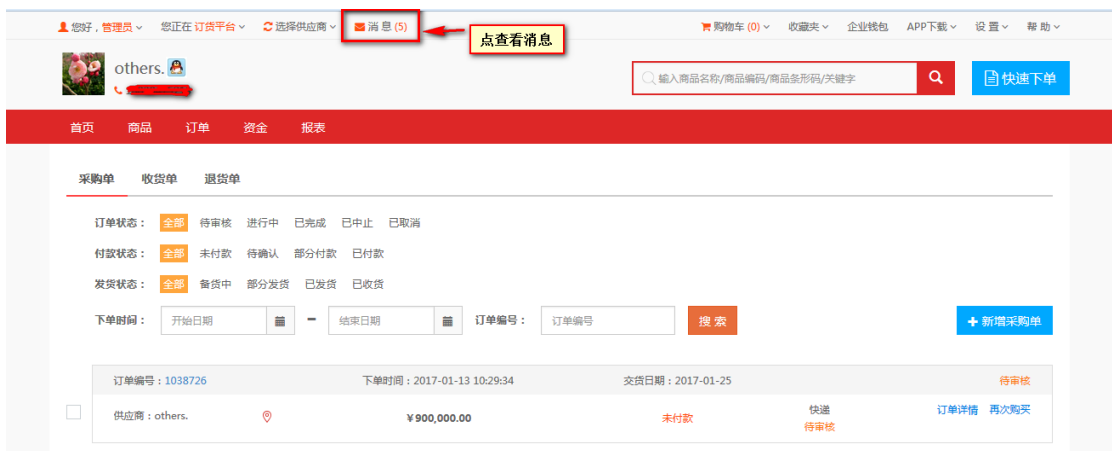 您好，管理员 您正在 订货平台 选择供应商 消 息 (5) 点查看消息 购物车 (0) 收藏夹 企业钱包 APP下载 设 置 帮 助
others.
输入商品名称/商品编码/商品条形码/关键字 快速下单
首页 商品 订单 资金 报表
采购单 收货单 退货单
订单状态： 全部 待审核 进行中 已完成 已中止 已取消
付款状态： 全部 未付款 待确认 部分付款 已付款
发货状态： 全部 备货中 部分发货 已发货 已收货
下单时间： 开始日期 － 结束日期 订单编号： 订单编号 搜 索 新增采购单
订单编号：1038726 下单时间：2017-01-13 10:29:34 交货日期：2017-01-25 待审核
供应商：others. ￥900,000.00 未付款 快递 订单详情 再次购买
待审核